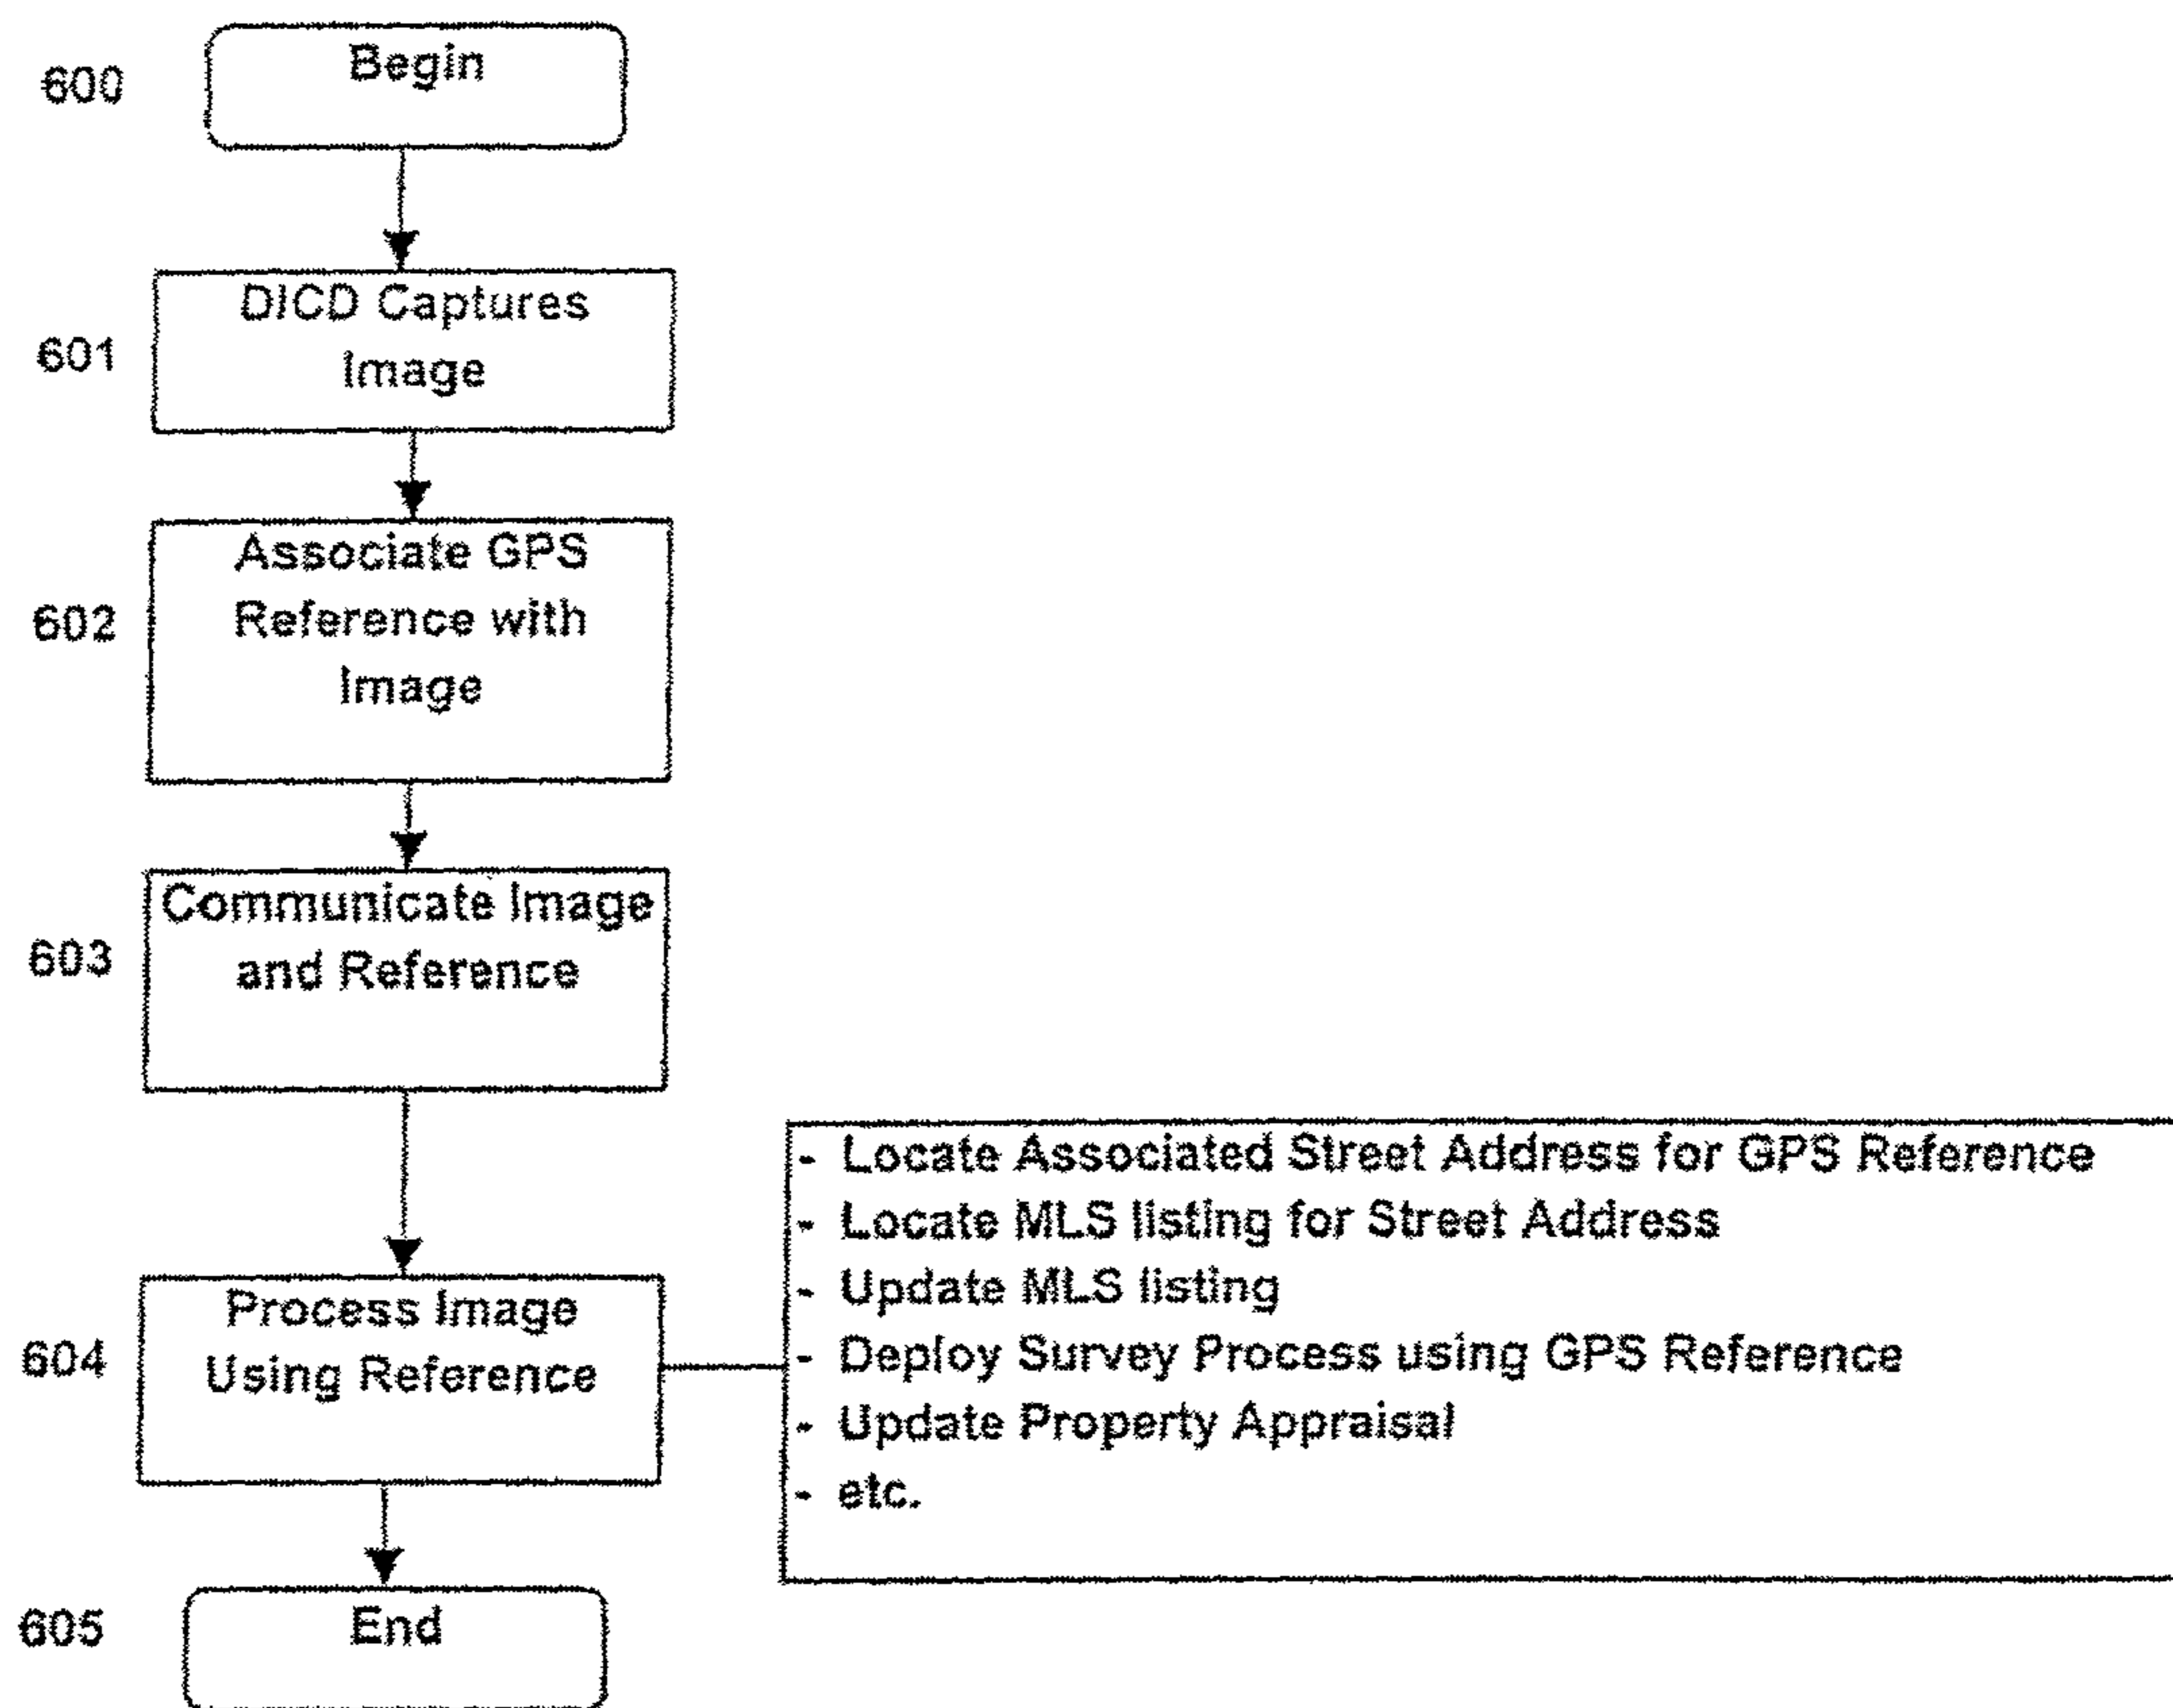 600
Begin
601
DICD Captures
Image
602
Associate GPS
Reference with
Image
603
Communicate Image
and Reference
604
Process Image
Using Reference
- Locate Associated Street Address for GPS Reference
- Locate MLS listing for Street Address
- Update MLS listing
- Deploy Survey Process using GPS Reference
- Update Property Appraisal
- etc.
605
End